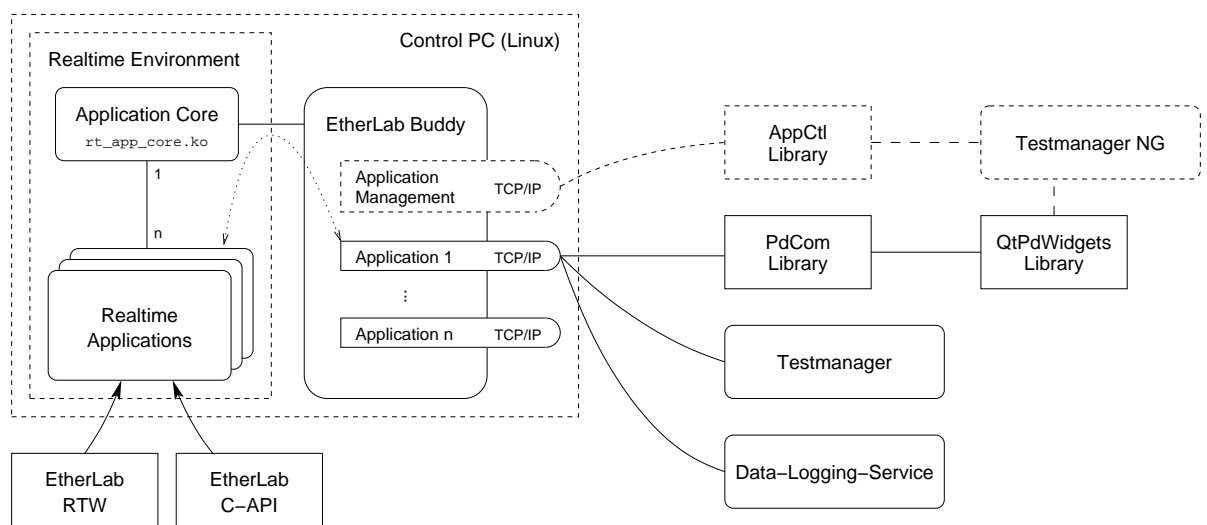 Control PC (Linux)
Realtime Environment
Application Core
rt_app_core.ko
1
n
Realtime
Applications
EtherLab Buddy
Application
Management
TCP/IP
Application 1
TCP/IP
...
Application n
TCP/IP
AppCtl
Library
Testmanager NG
PdCom
Library
QtPdWidgets
Library
Testmanager
Data−Logging−Service
EtherLab
RTW
EtherLab
C−API